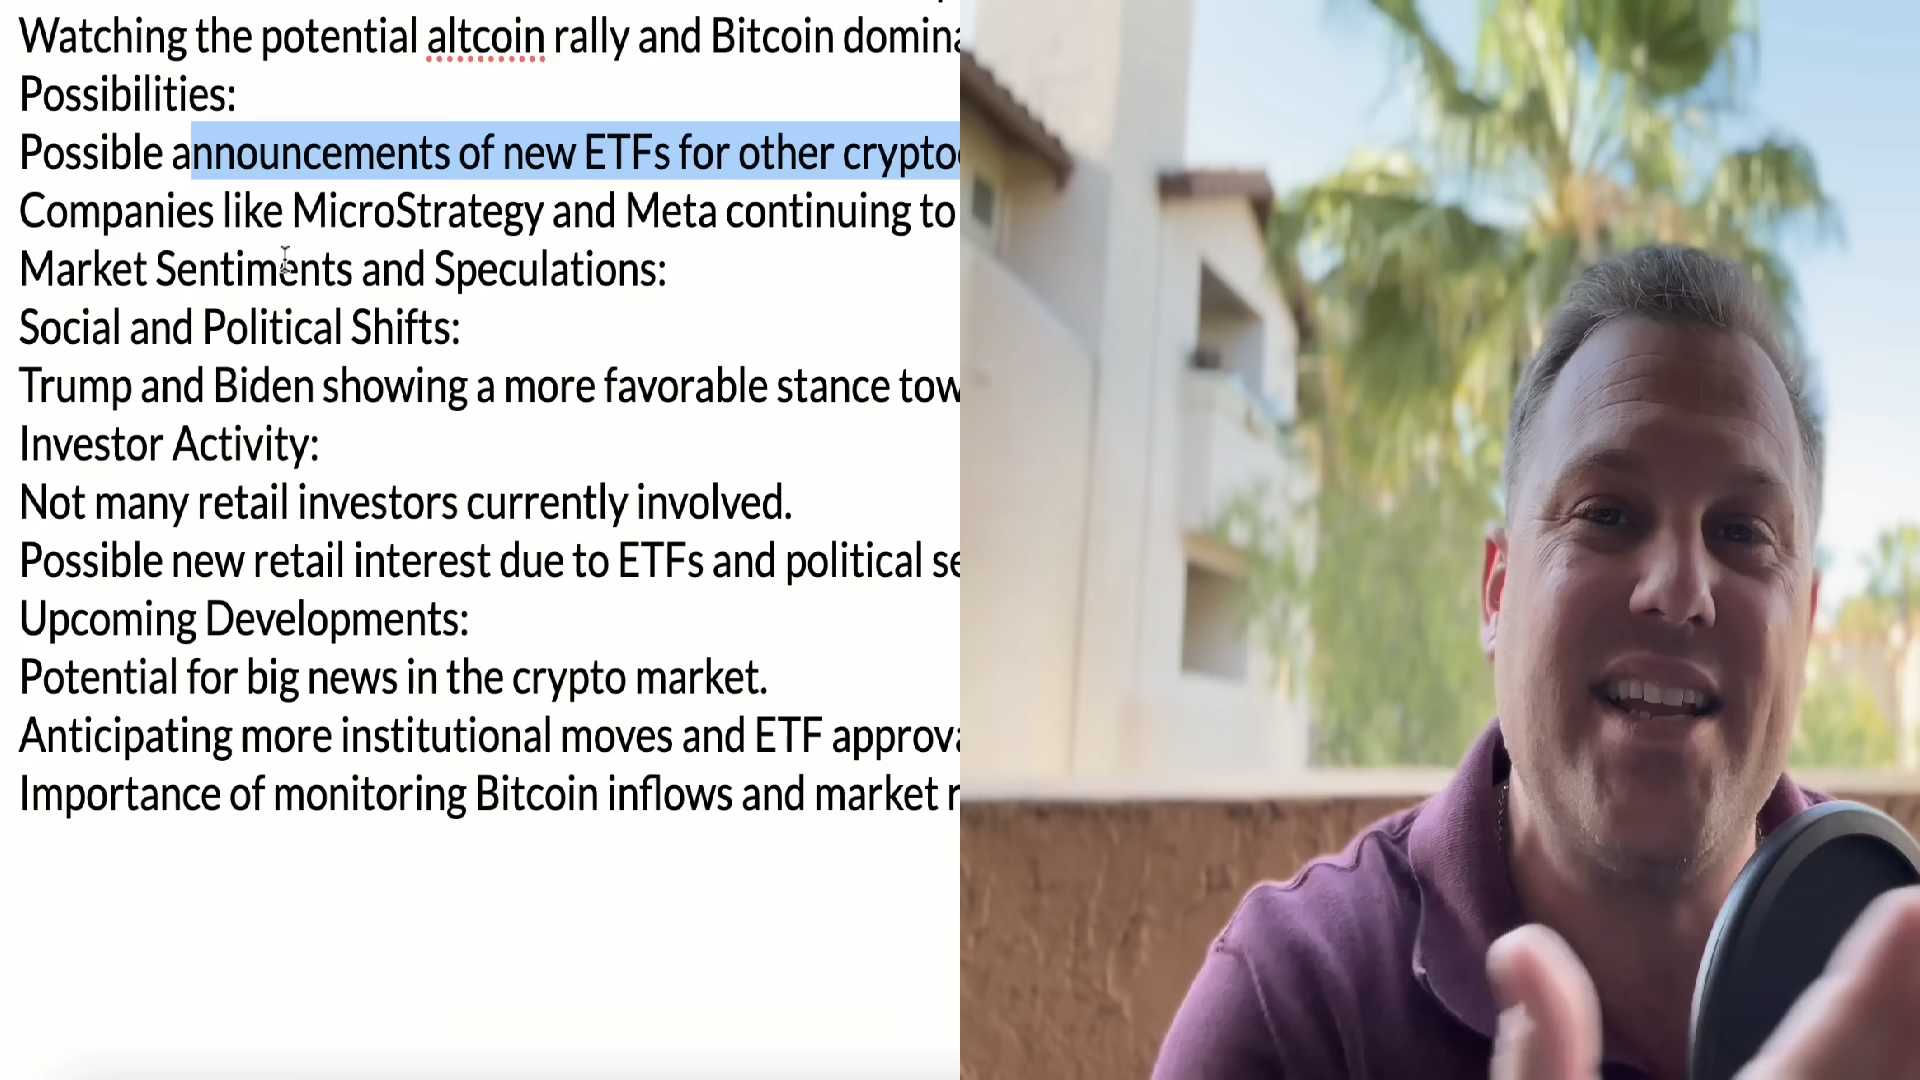 Watching the potential altcoin rally and Bitcoin domina
Possibilities:
Possible announcements of new ETFs for other crypto
Companies like MicroStrategy and Meta continuing to
Market Sentiments and Speculations:
Social and Political Shifts:
Trump and Biden showing a more favorable stance tow
Investor Activity:
Not many retail investors currently involved.
Possible new retail interest due to ETFs and political se
Upcoming Developments:
Potential for big news in the crypto market.
Anticipating more institutional moves and ETF approva
Importance of monitoring Bitcoin inflows and market r